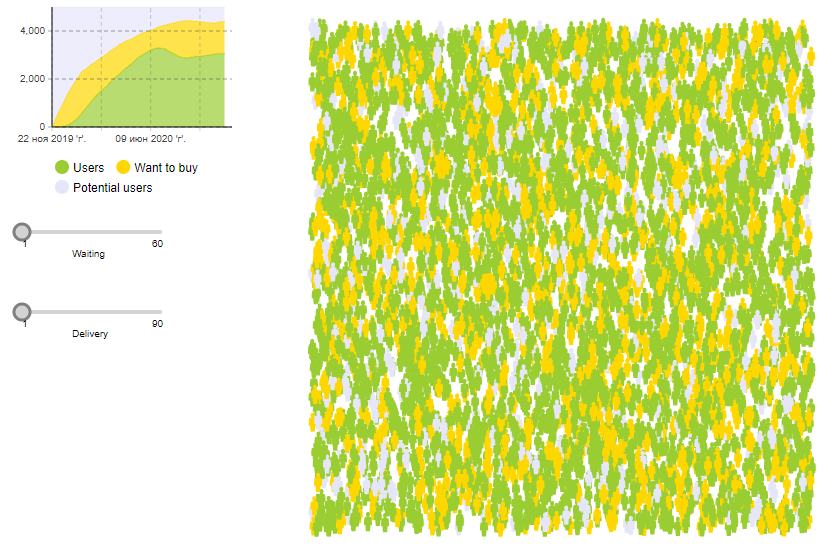 4,000
2,000
0
22 ноя 2019 'г'. 09 июн 2020 'г'.
Users Want to buy
Potential users
1 60
Waiting
1 90
Delivery